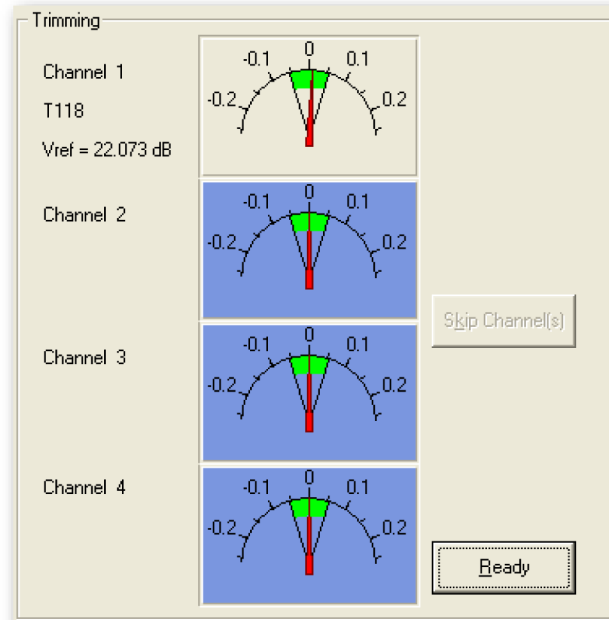 Trimming
Channel 1
T118
Vref = 22.073 dB
-0.2 -0.1 0 0.1 0.2
Channel 2
-0.2 -0.1 0 0.1 0.2
Skip Channel(s)
Channel 3
-0.2 -0.1 0 0.1 0.2
Channel 4
-0.2 -0.1 0 0.1 0.2
Ready